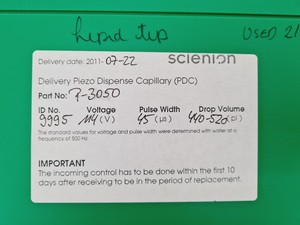 lipid tip USED 21
Delivery date: 2011-07-22 scienion
Delivery Piezo Dispense Capillary (PDC)
Part No: P-3050
ID No. Voltage Pulse Width Drop Volume
9995 114 (V) 45 (µs) 440-520 (pl)
The standard values for voltage and pulse width were determined with water at a
frequency of 500 Hz
IMPORTANT
The incoming control has to be done within the first 10
days after receiving to be in the period of replacement.